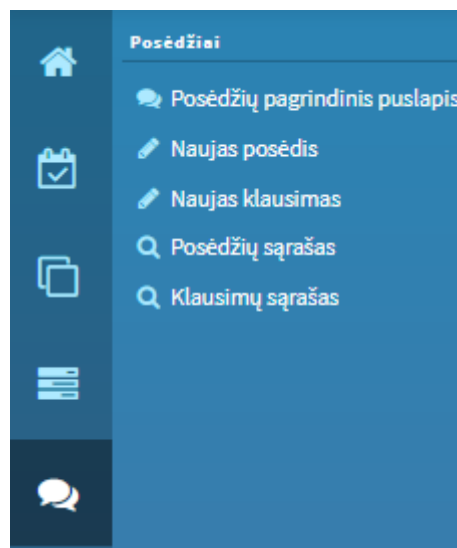 Posėdžiai
Posėdžių pagrindinis puslapis
Naujas posėdis
Naujas klausimas
Posėdžių sąrašas
Klausimų sąrašas